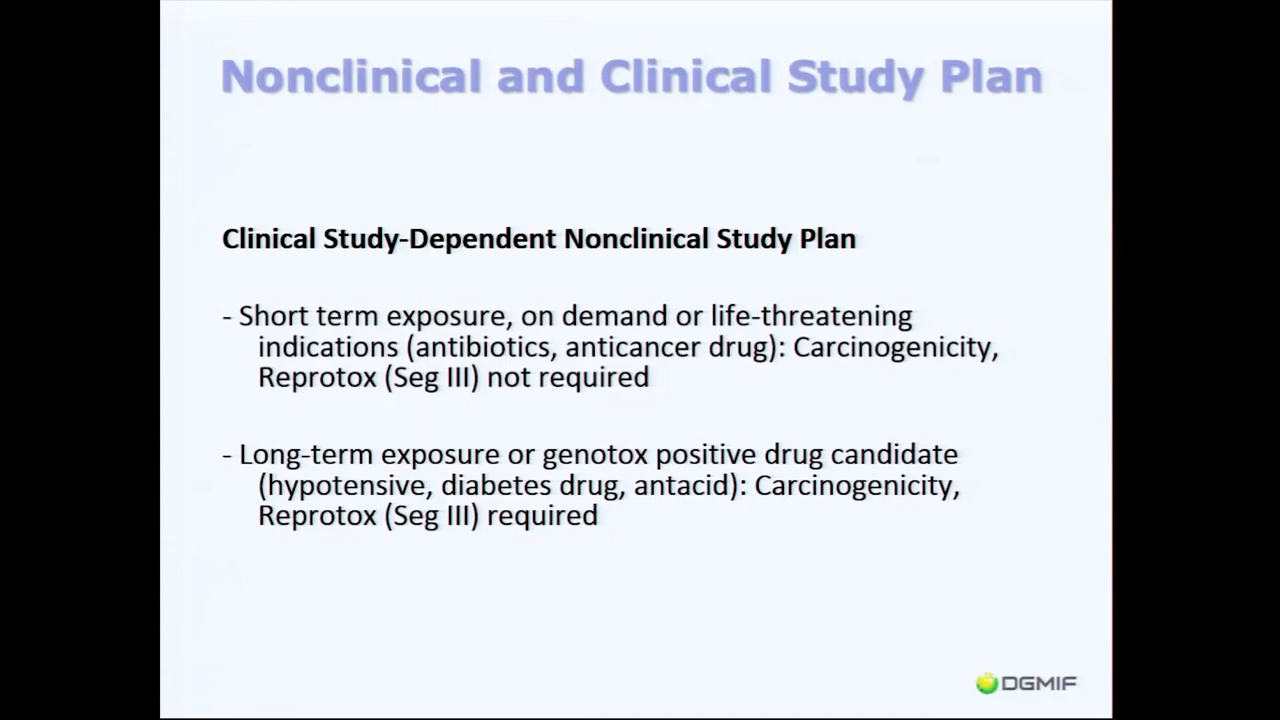 Nonclinical and Clinical Study Plan
Clinical Study-Dependent Nonclinical Study Plan
- Short term exposure, on demand or life-threatening
indications (antibiotics, anticancer drug): Carcinogenicity,
Reprotox (Seg III) not required
- Long-term exposure or genotox positive drug candidate
(hypotensive, diabetes drug, antacid): Carcinogenicity,
Reprotox (Seg III) required
DGMIF